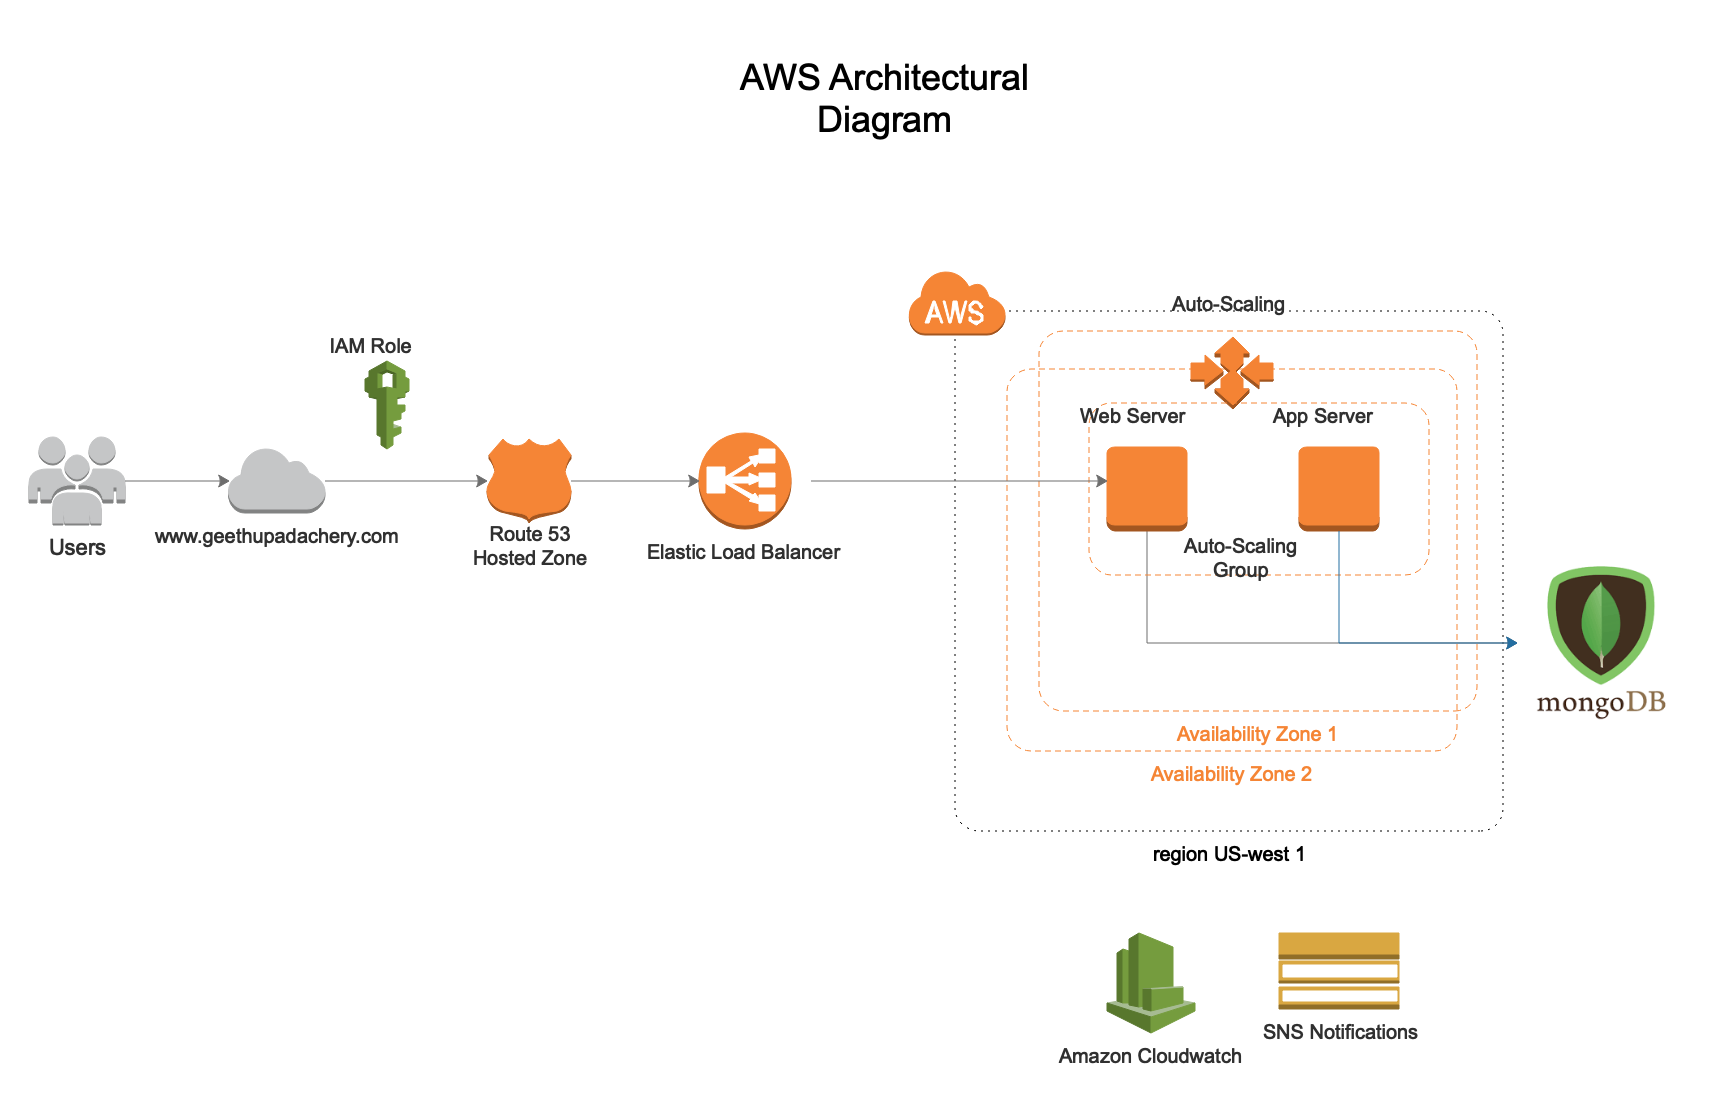 AWS Architectural
Diagram
AWS
Auto-Scaling
IAM Role
Web Server
App Server
Users
www.geethupadachery.com
Route 53
Hosted Zone
Elastic Load Balancer
Auto-Scaling
Group
mongoDB
Availability Zone 1
Availability Zone 2
region US-west 1
Amazon Cloudwatch
SNS Notifications